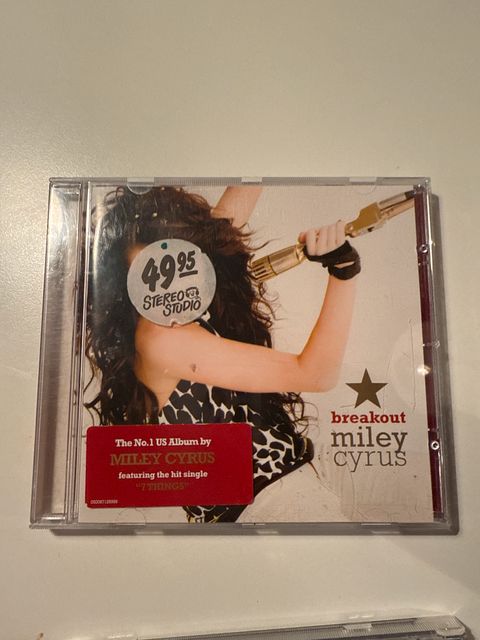 49 95
STEREO
STUDIO
breakout
miley
cyrus
The No.1 US Album by
MILEY CYRUS
featuring the hit single
"7 THINGS"